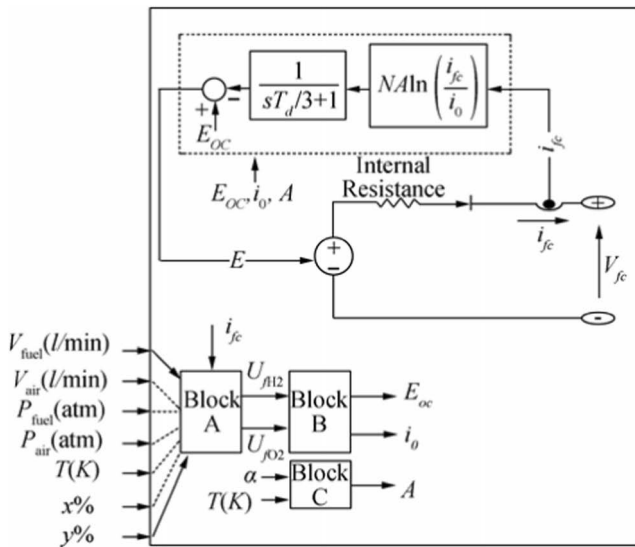 1
sT_d/3+1
NAln (i_fc/i_0)
+
-
E_OC
i_fc
E_OC, i_0, A
Internal
Resistance
+
i_fc
E
+
-
V_fc
-
i_fc
V_fuel(l/min)
V_air(l/min)
P_fuel(atm)
P_air(atm)
T(K)
x%
y%
Block
A
U_fH2
U_fO2
Block
B
E_oc
i_0
α
T(K)
Block
C
A